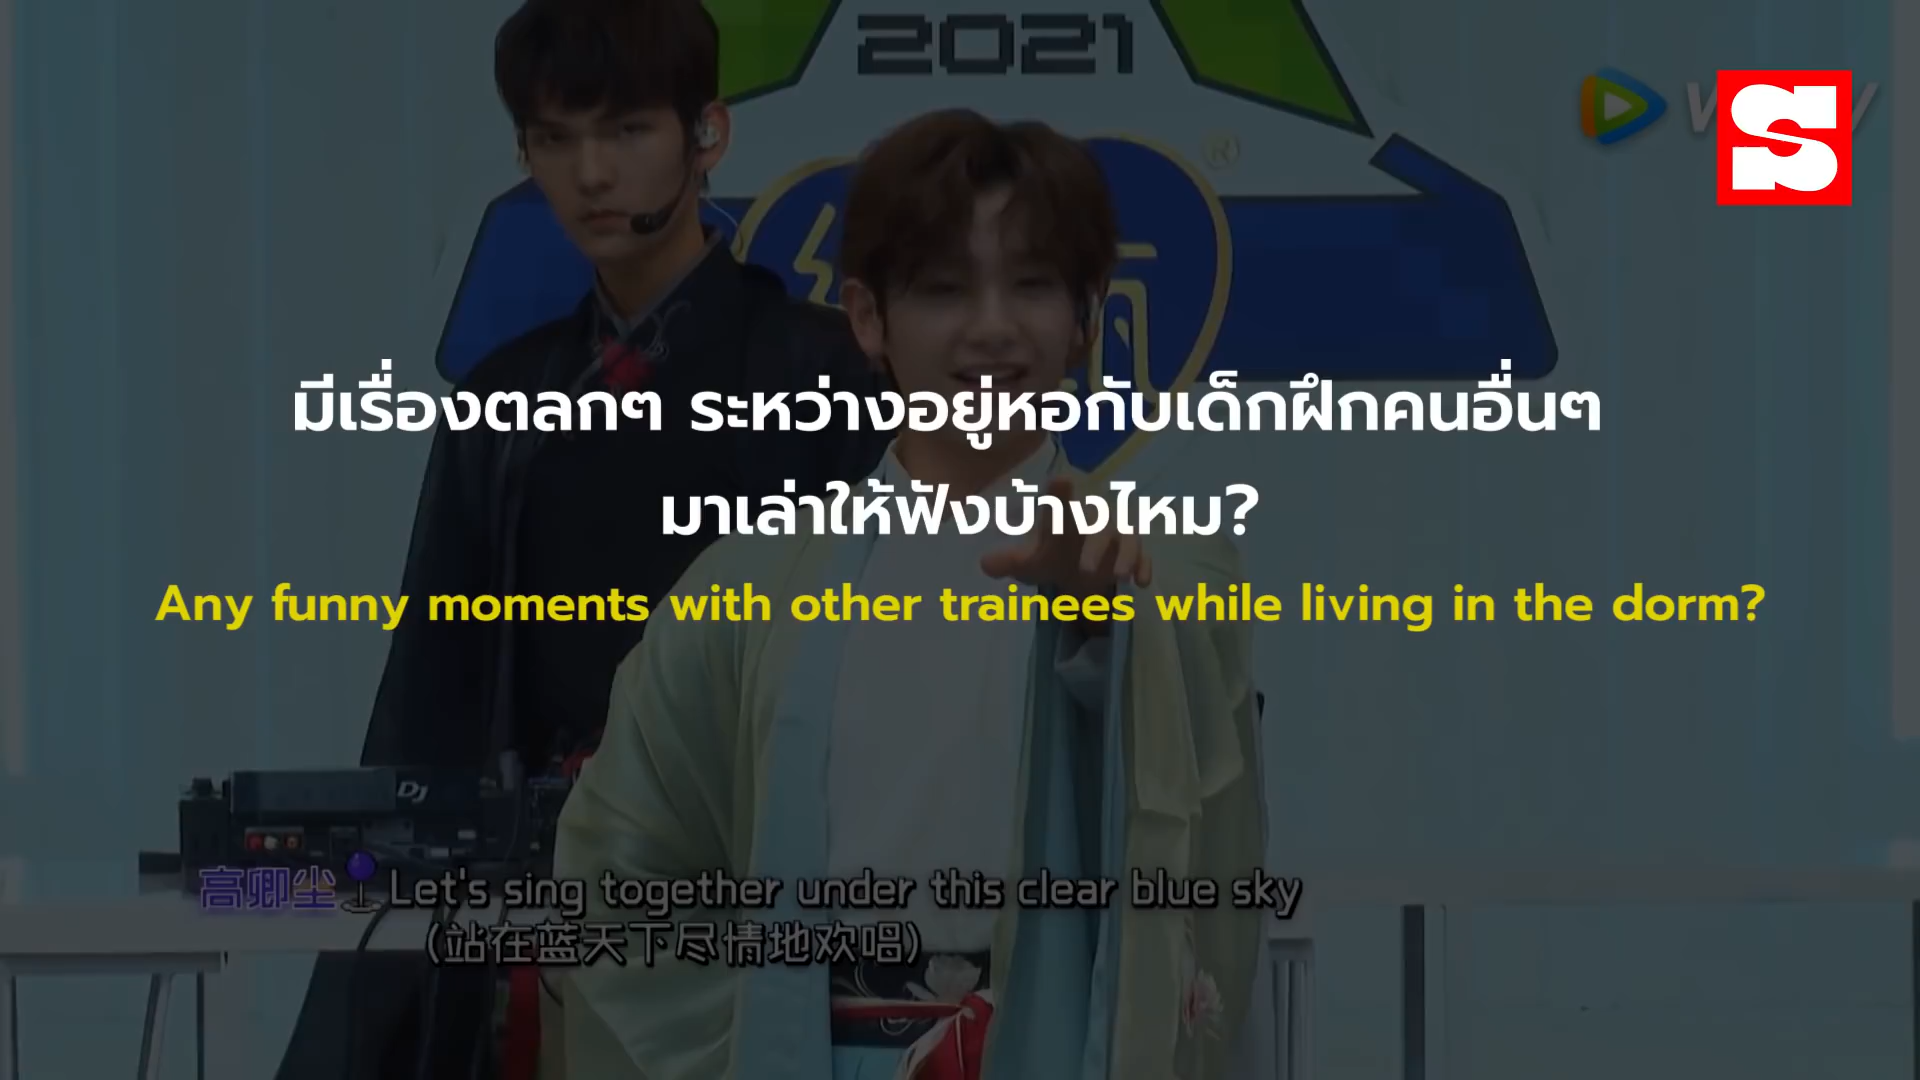 2021
S
มีเรื่องตลกๆ ระหว่างอยู่หอกับเด็กฝึกคนอื่นๆ
มาเล่าให้ฟังบ้างไหม?
Any funny moments with other trainees while living in the dorm?
DJ
高卿尘 Let's sing together under this clear blue sky
(站在蓝天下尽情地欢唱)